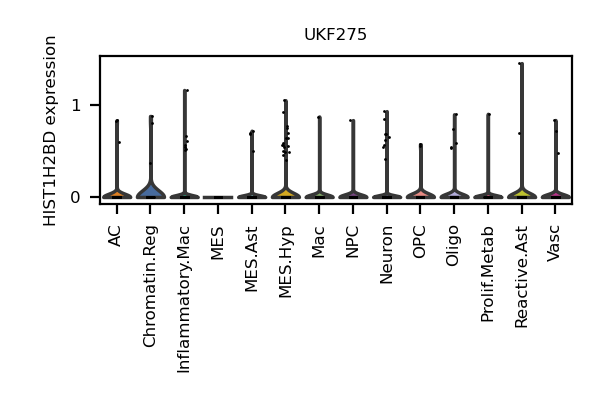 UKF275
HIST1H2BD expression
1
0
AC
Chromatin.Reg
Inflammatory.Mac
MES
MES.Ast
MES.Hyp
Mac
NPC
Neuron
OPC
Oligo
Prolif.Metab
Reactive.Ast
Vasc